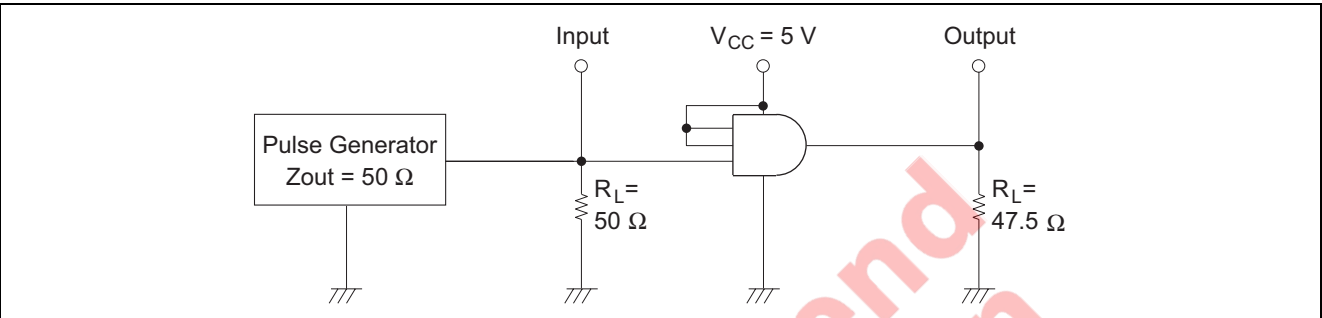 Input
V_CC = 5 V
Output
Pulse Generator
Zout = 50 Ω
R_L=
50 Ω
R_L=
47.5 Ω